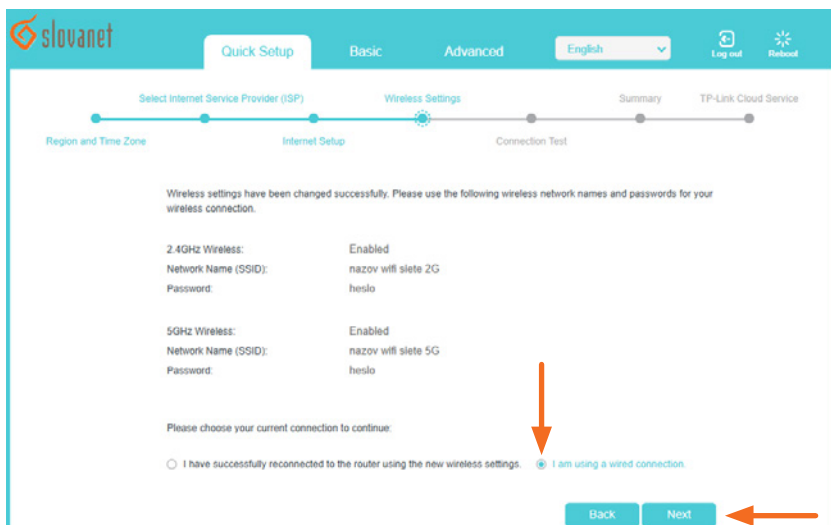 slovanet
Quick Setup Basic Advanced English Log out Reboot
Select Internet Service Provider (ISP) Wireless Settings Summary TP-Link Cloud Service
Region and Time Zone Internet Setup Connection Test
Wireless settings have been changed successfully. Please use the following wireless network names and passwords for your
wireless connection.
2.4GHz Wireless: Enabled
Network Name (SSID): nazov wifi siete 2G
Password: heslo
5GHz Wireless: Enabled
Network Name (SSID): nazov wifi siete 5G
Password: heslo
Please choose your current connection to continue:
I have successfully reconnected to the router using the new wireless settings. I am using a wired connection.
Back Next